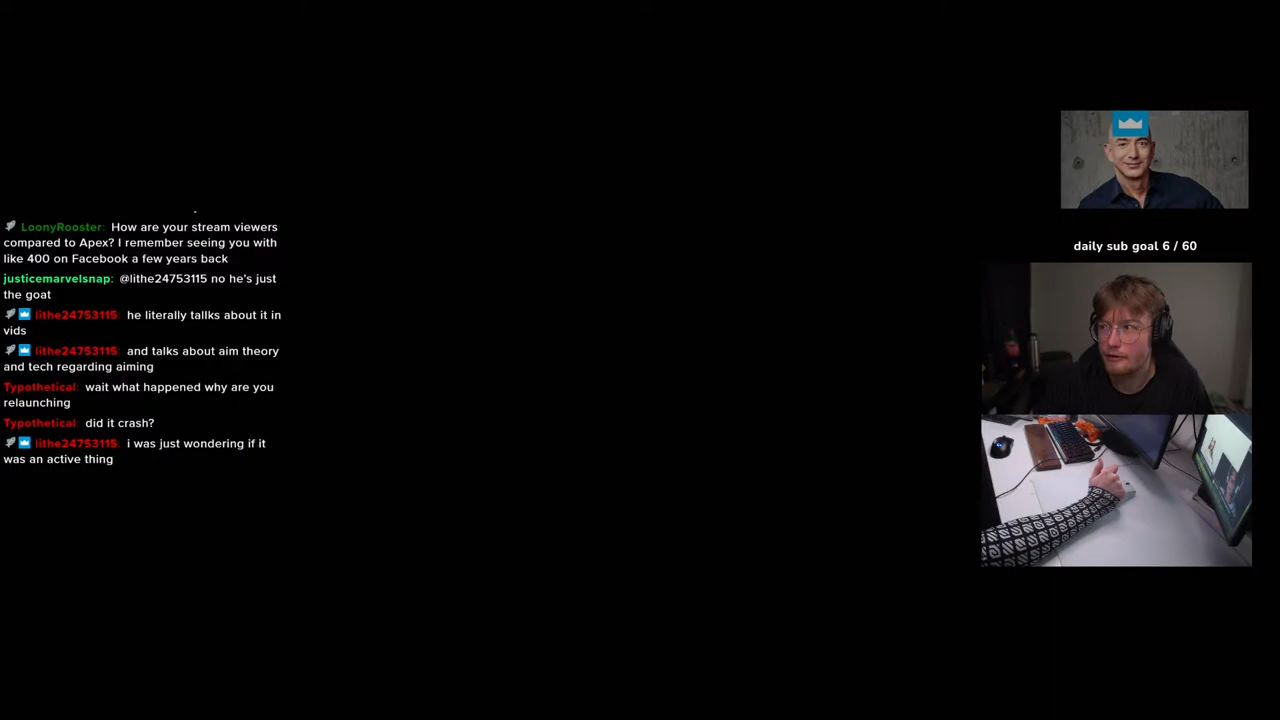 LoonyRooster: How are your stream viewers
compared to Apex? I remember seeing you with
like 400 on Facebook a few years back
justicemarvelsnap: @lithe24753115 no he's just
the goat
lithe24753115: he literally tallks about it in
vids
lithe24753115: and talks about aim theory
and tech regarding aiming
Typothetical: wait what happened why are you
relaunching
Typothetical: did it crash?
lithe24753115: i was just wondering if it
was an active thing
daily sub goal 6 / 60